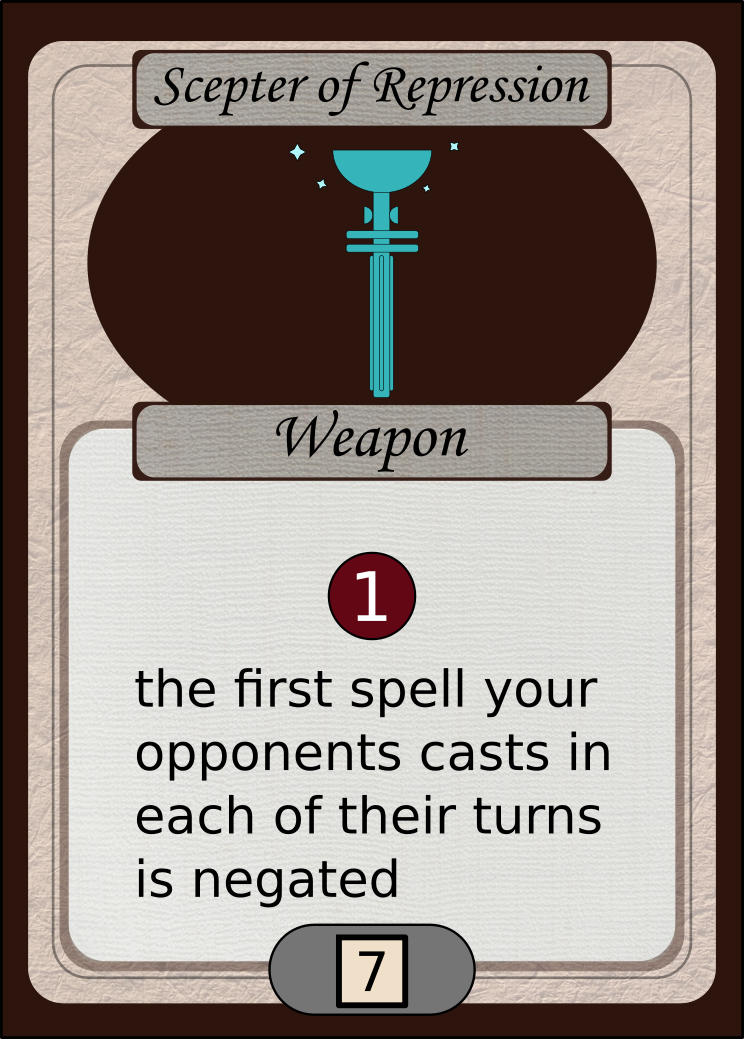 Scepter of Repression
Weapon
1
the first spell your
opponents casts in
each of their turns
is negated
7